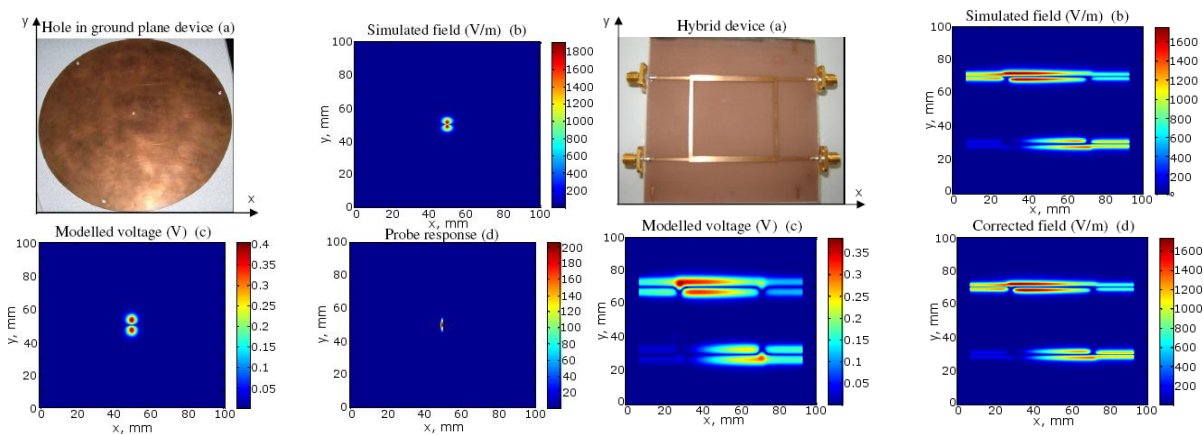 y
Hole in ground plane device (a)
x
Simulated field (V/m) (b)
y, mm
100
80
60
40
20
0
0 20 40 60 80 100
x, mm
1800
1600
1400
1200
1000
800
600
400
200
Modelled voltage (V) (c)
y, mm
100
80
60
40
20
0
0 20 40 60 80 100
x, mm
0.4
0.35
0.3
0.25
0.2
0.15
0.1
0.05
Probe response (d)
y, mm
100
80
60
40
20
0
0 20 40 60 80 100
x, mm
200
180
160
140
120
100
80
60
40
20
0
y
Hybrid device (a)
x
Simulated field (V/m) (b)
y, mm
100
80
60
40
20
0
0 20 40 60 80 100
x, mm
1600
1400
1200
1000
800
600
400
200
0
Modelled voltage (V) (c)
y, mm
100
80
60
40
20
0
0 20 40 60 80 100
x, mm
0.35
0.3
0.25
0.2
0.15
0.1
0.05
Corrected field (V/m) (d)
y, mm
100
80
60
40
20
0
0 20 40 60 80 100
x, mm
1600
1400
1200
1000
800
600
400
200
0